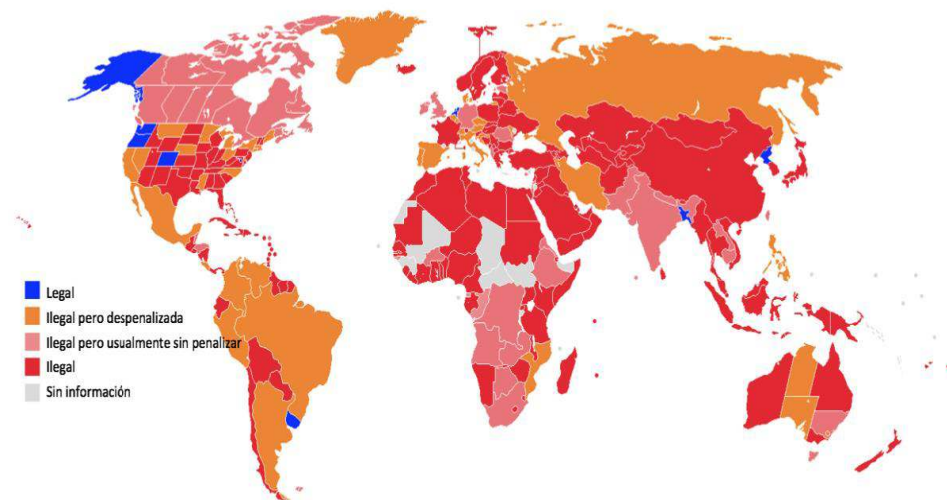 Legal
Ilegal pero despenalizada
Ilegal pero usualmente sin penalizar
Ilegal
Sin información